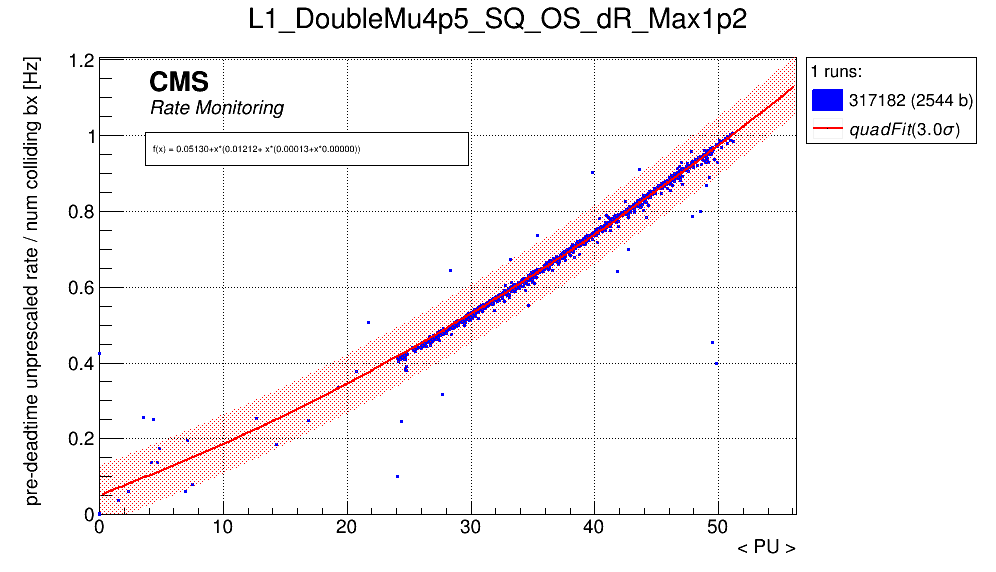 L1_DoubleMu4p5_SQ_OS_dR_Max1p2
pre-deadtime unprescaled rate / num colliding bx [Hz]
1.2
1
0.8
0.6
0.4
0.2
0
CMS
Rate Monitoring
f(x) = 0.05130+x*(0.01212+ x*(0.00013+x*0.00000))
0 10 20 30 40 50
< PU >
1 runs:
317182 (2544 b)
quadFit(3.0σ)